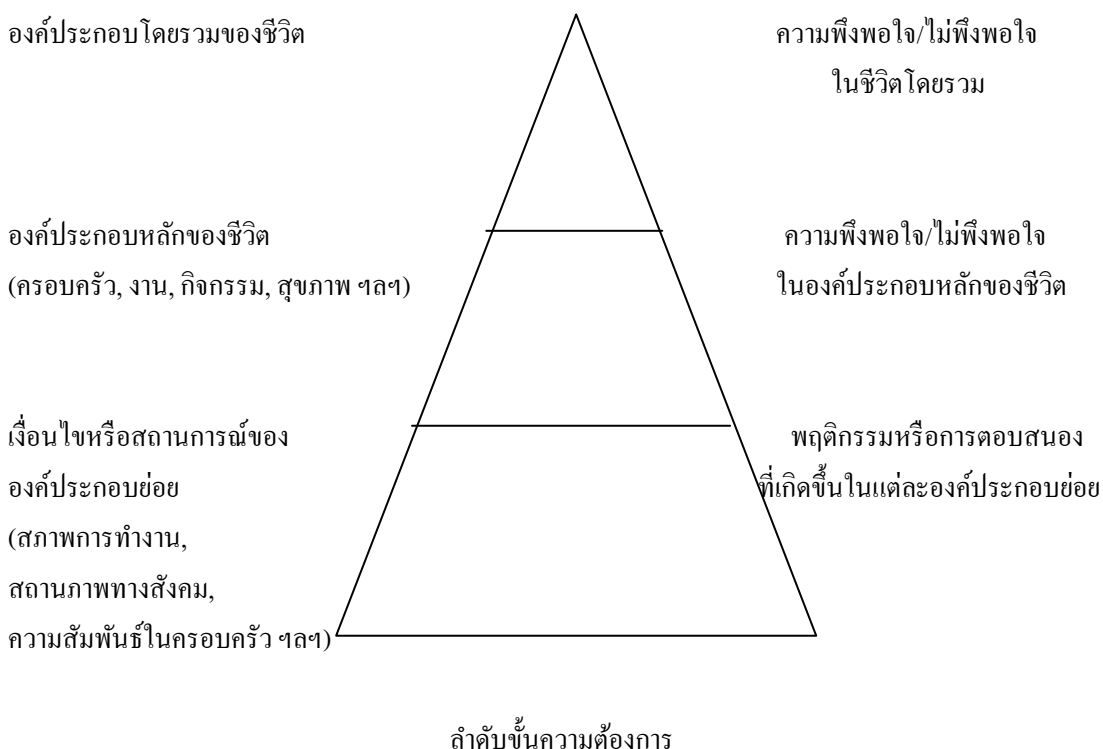 องค์ประกอบโดยรวมของชีวิต
ความพึงพอใจ/ไม่พึงพอใจ
ในชีวิตโดยรวม
องค์ประกอบหลักของชีวิต
(ครอบครัว, งาน, กิจกรรม, สุขภาพ ฯลฯ)
ความพึงพอใจ/ไม่พึงพอใจ
ในองค์ประกอบหลักของชีวิต
เงื่อนไขหรือสถานการณ์ของ
องค์ประกอบย่อย
(สภาพการทำงาน,
สถานภาพทางสังคม,
ความสัมพันธ์ในครอบครัว ฯลฯ)
พฤติกรรมหรือการตอบสนอง
ที่เกิดขึ้นในแต่ละองค์ประกอบย่อย
ลำดับขั้นความต้องการ